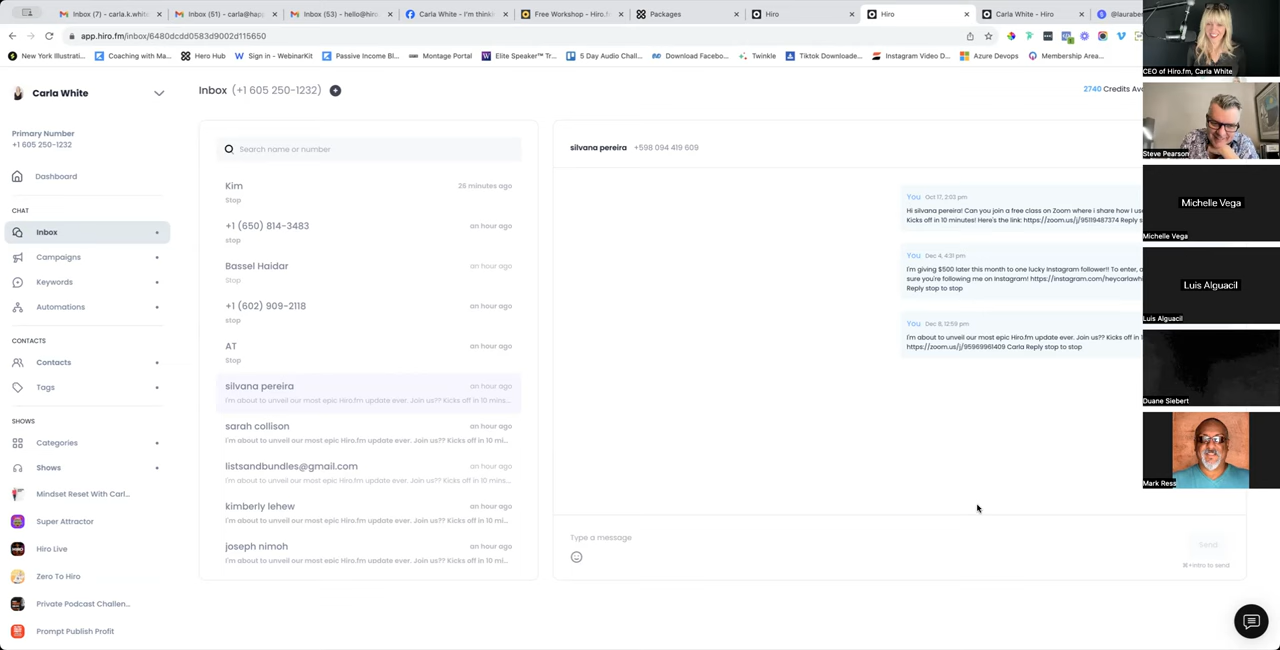 Inbox (7) - carla.k.white
Inbox (51) - carla@happ
Inbox (53) - hello@hiro
Carla White - I'm thinkin
Free Workshop - Hiro.fm
Packages
Hiro
Hiro
Carla White - Hiro
@lauraber
app.hiro.fm/inbox/6480dcdd0583d9002d115650
New York Illustrati...
Coaching with Ma...
Hero Hub
Sign in - WebinarKit
Passive Income Bl...
Montage Portal
Elite Speaker™ Tr...
5 Day Audio Chall...
Download Facebo...
Twinkle
Tiktok Downloade...
Instagram Video D...
Azure Devops
Membership Area...
Carla White
Primary Number
+1 605 250-1232
Dashboard
CHAT
Inbox
Campaigns
Keywords
Automations
CONTACTS
Contacts
Tags
SHOWS
Categories
Shows
Mindset Reset With Carl...
Super Attractor
Hiro Live
Zero To Hiro
Private Podcast Challen...
Prompt Publish Profit
Inbox (+1 605 250-1232)
2740 Credits Av
Search name or number
Kim 26 minutes ago
Stop
+1 (650) 814-3483 an hour ago
stop
Bassel Haidar an hour ago
Stop
+1 (602) 909-2118 an hour ago
stop
AT an hour ago
Stop
silvana pereira an hour ago
I'm about to unveil our most epic Hiro.fm update ever. Join us?? Kicks off in 10 mins...
sarah collison an hour ago
I'm about to unveil our most epic Hiro.fm update ever. Join us?? Kicks off in 10 mi...
listsandbundles@gmail.com an hour ago
I'm about to unveil our most epic Hiro.fm update ever. Join us?? Kicks off in 10 mi...
kimberly lehew an hour ago
I'm about to unveil our most epic Hiro.fm update ever. Join us?? Kicks off in 10 mi...
joseph nimoh an hour ago
I'm about to unveil our most epic Hiro.fm update ever. Join us?? Kicks off in 10 mi...
silvana pereira +598 094 419 609
You Oct 17, 2:03 pm
Hi silvana pereira! Can you join a free class on Zoom where i share how I use
Kicks off in 10 minutes! Here's the link: https://zoom.us/j/95119487374 Reply s
You Dec 4, 4:31 pm
I'm giving $500 later this month to one lucky Instagram follower!! To enter,
sure you're following me on Instagram! https://instagram.com/heycarlawhi
Reply stop to stop
You Dec 8, 12:59 pm
I'm about to unveil our most epic Hiro.fm update ever. Join us?? Kicks off in 1
https://zoom.us/j/95969961409 Carla Reply stop to stop
Type a message
Send
⌘+Intro to send
CEO of Hiro.fm, Carla White
Steve Pearson
Michelle Vega
Michelle Vega
Luis Alguacil
Luis Alguacil
Duane Siebert
Mark Ress